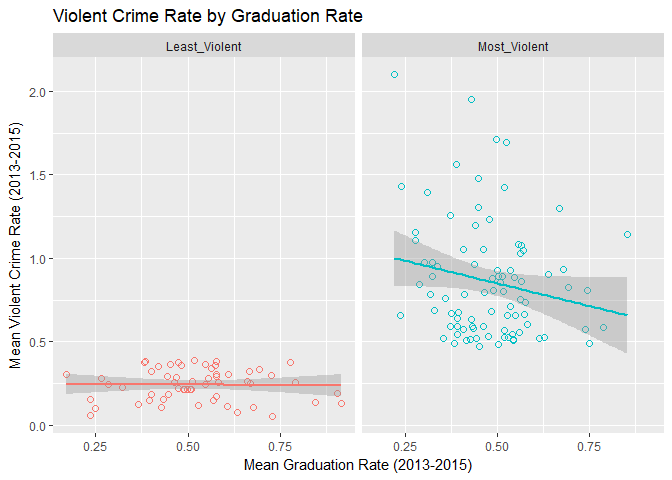 Violent Crime Rate by Graduation Rate
Least_Violent
Most_Violent
Mean Violent Crime Rate (2013-2015)
2.0
1.5
1.0
0.5
0.0
0.25
0.50
0.75
0.25
0.50
0.75
Mean Graduation Rate (2013-2015)